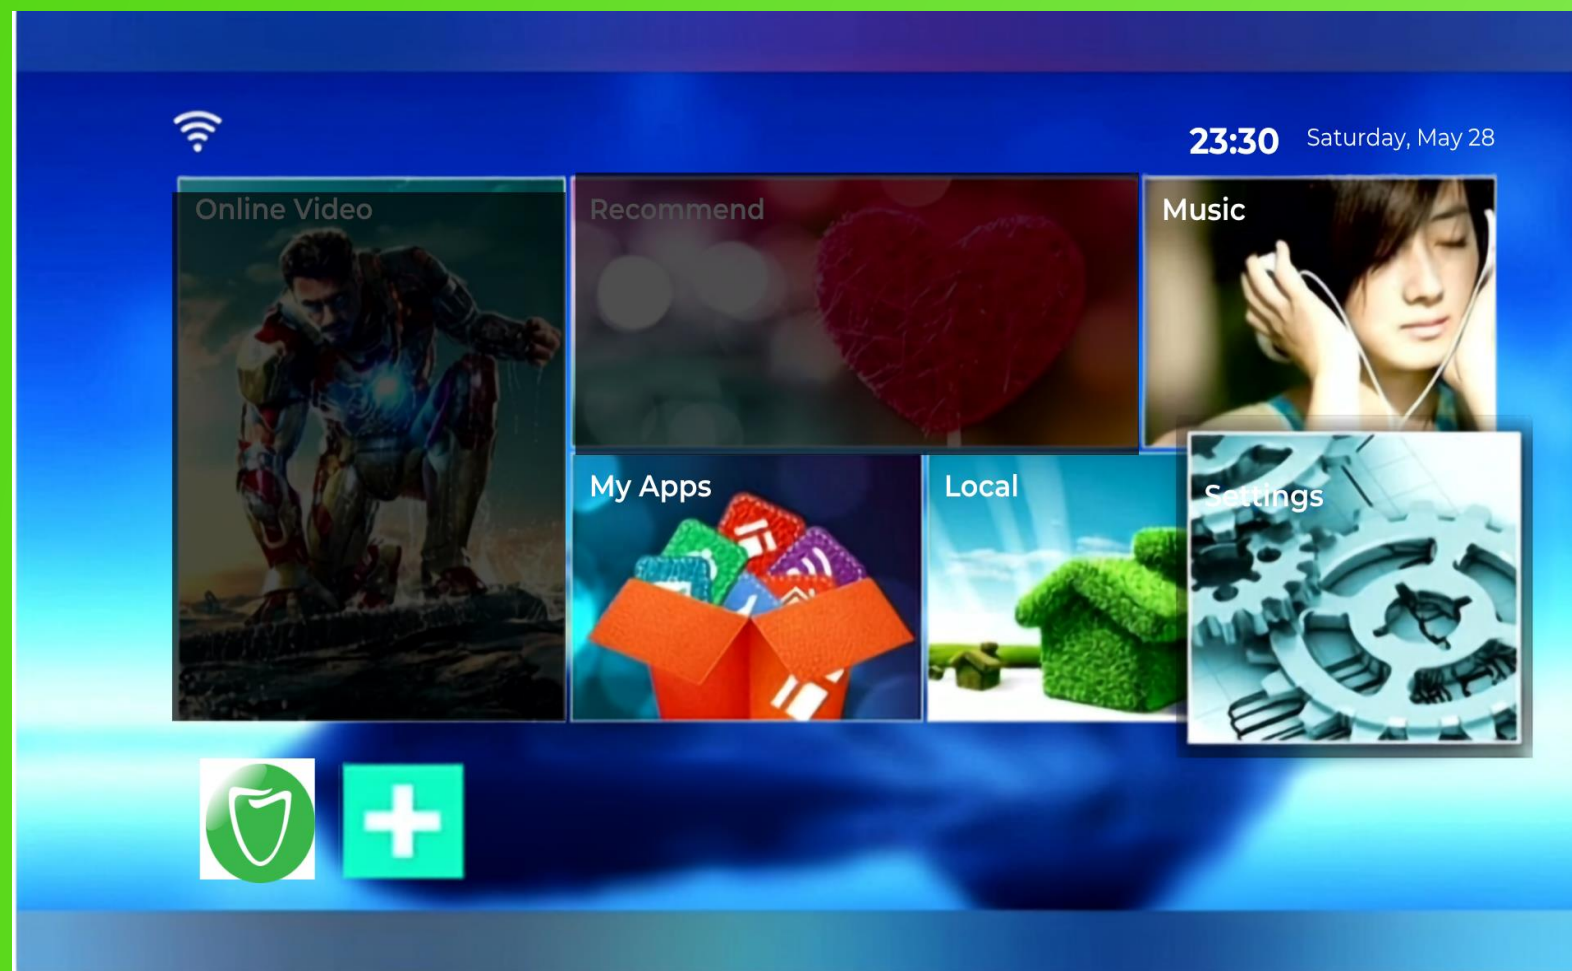 23:30 Saturday, May 28
Online Video
Recommend
Music
My Apps
Local
Settings